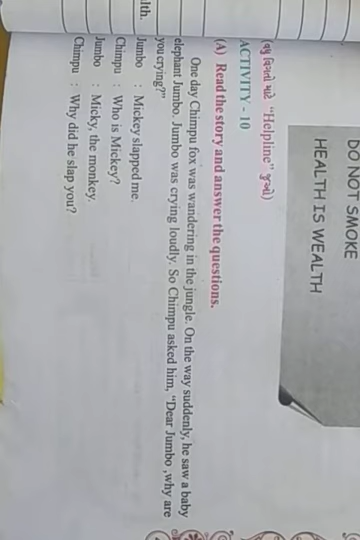 DO NOT SMOKE
HEALTH IS WEALTH
(વધુ વિગતો માટે "Helpline" જુઓ)
ACTIVITY - 10
(A) Read the story and answer the questions.
One day Chimpu fox was wandering in the jungle. On the way suddenly, he saw a baby
elephant Jumbo. Jumbo was crying loudly. So Chimpu asked him, "Dear Jumbo ,why are
you crying?"
lth.
Jumbo : Mickey slapped me.
Chimpu : Who is Mickey?
Jumbo : Micky, the monkey.
Chimpu : Why did he slap you?